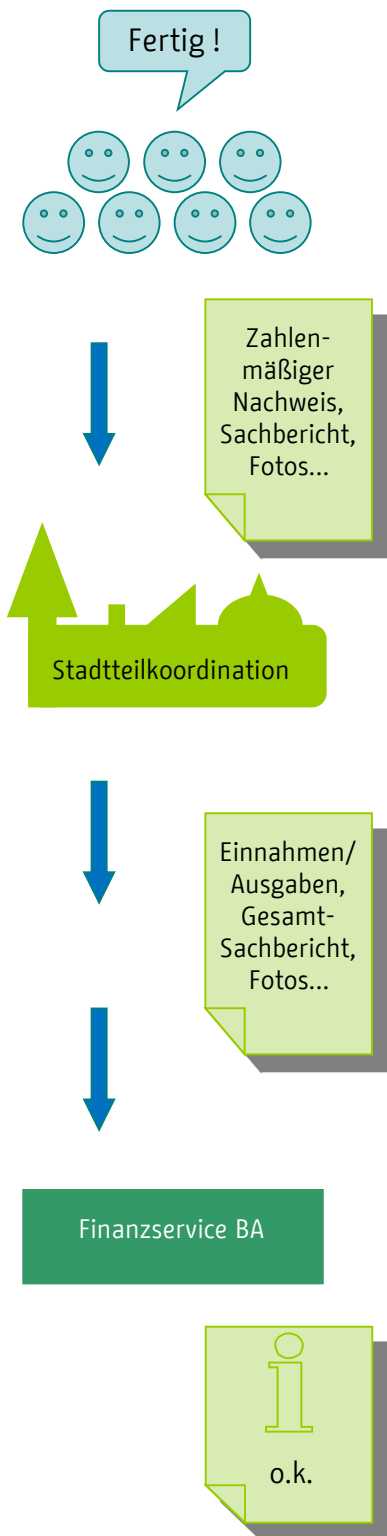 Fertig !
Zahlen-
mäßiger
Nachweis,
Sachbericht,
Fotos...
Stadtteilkoordination
Einnahmen/
Ausgaben,
Gesamt-
Sachbericht,
Fotos...
Finanzservice BA
i
o.k.